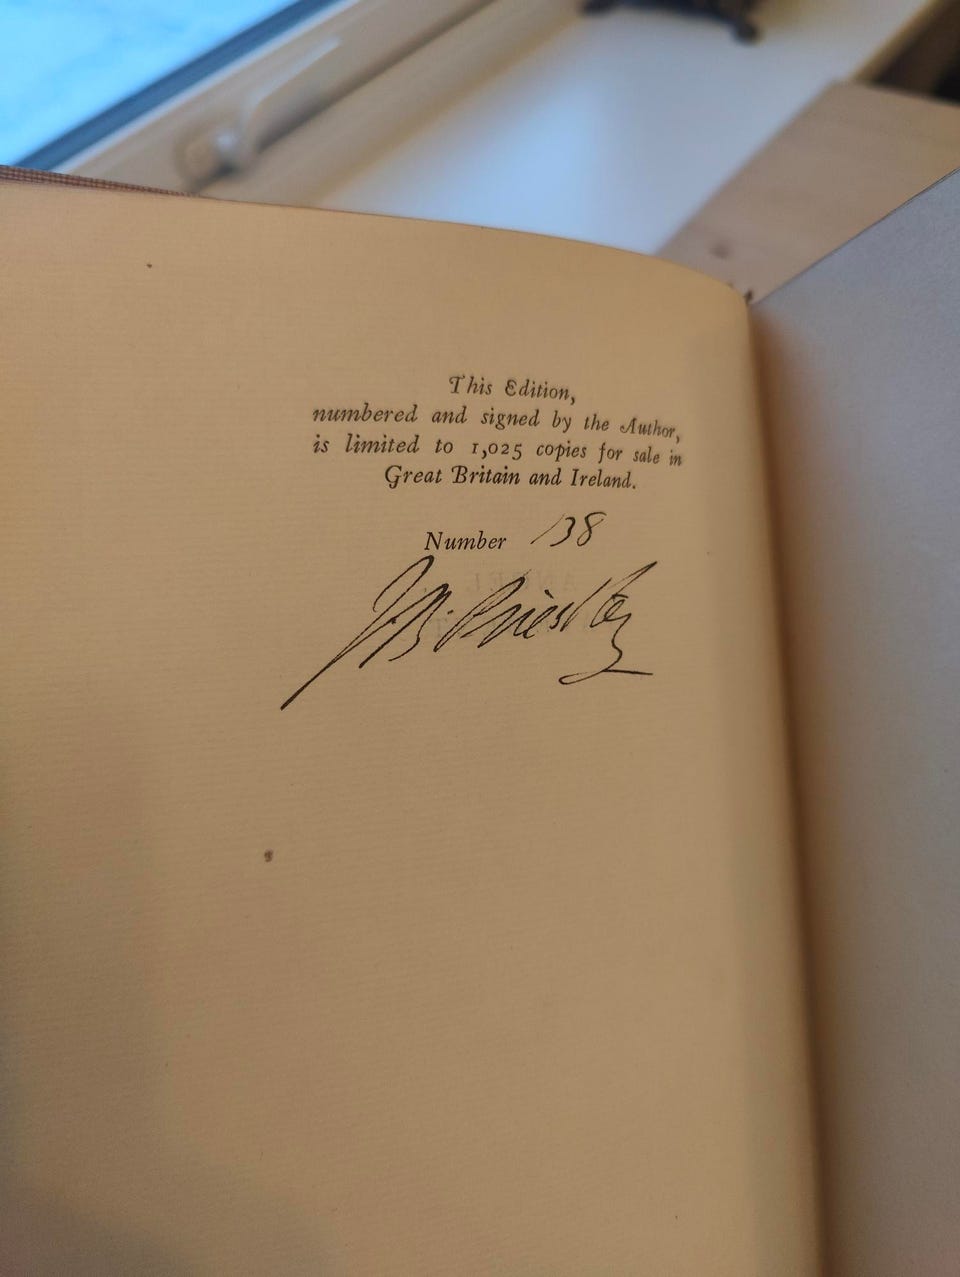 This Edition,
numbered and signed by the Author,
is limited to 1,025 copies for sale in
Great Britain and Ireland.
Number 138
J. B. Priestley